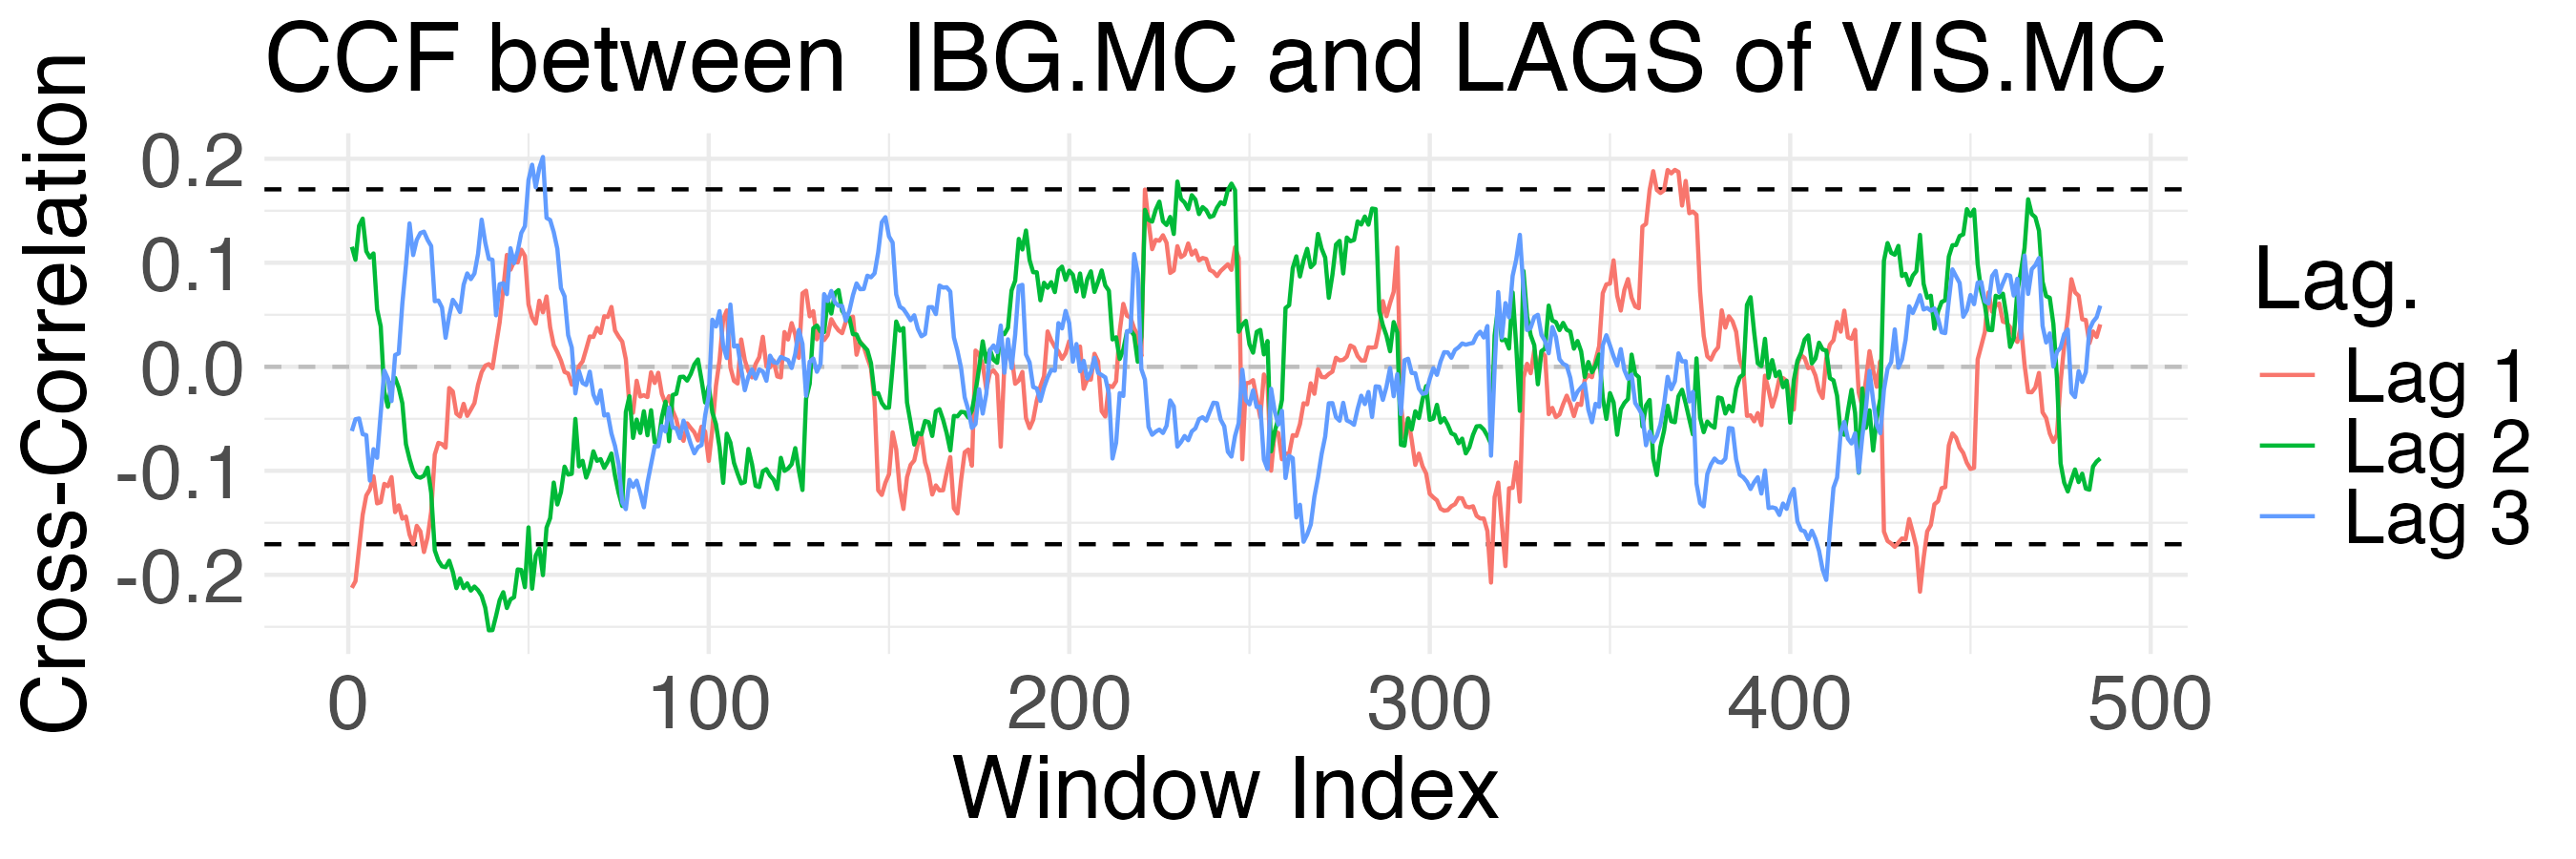 CCF between  IBG.MC and LAGS of VIS.MC
Cross-Correlation
0.2
0.1
0.0
-0.1
-0.2
0 100 200 300 400 500
Window Index
Lag.
Lag 1
Lag 2
Lag 3